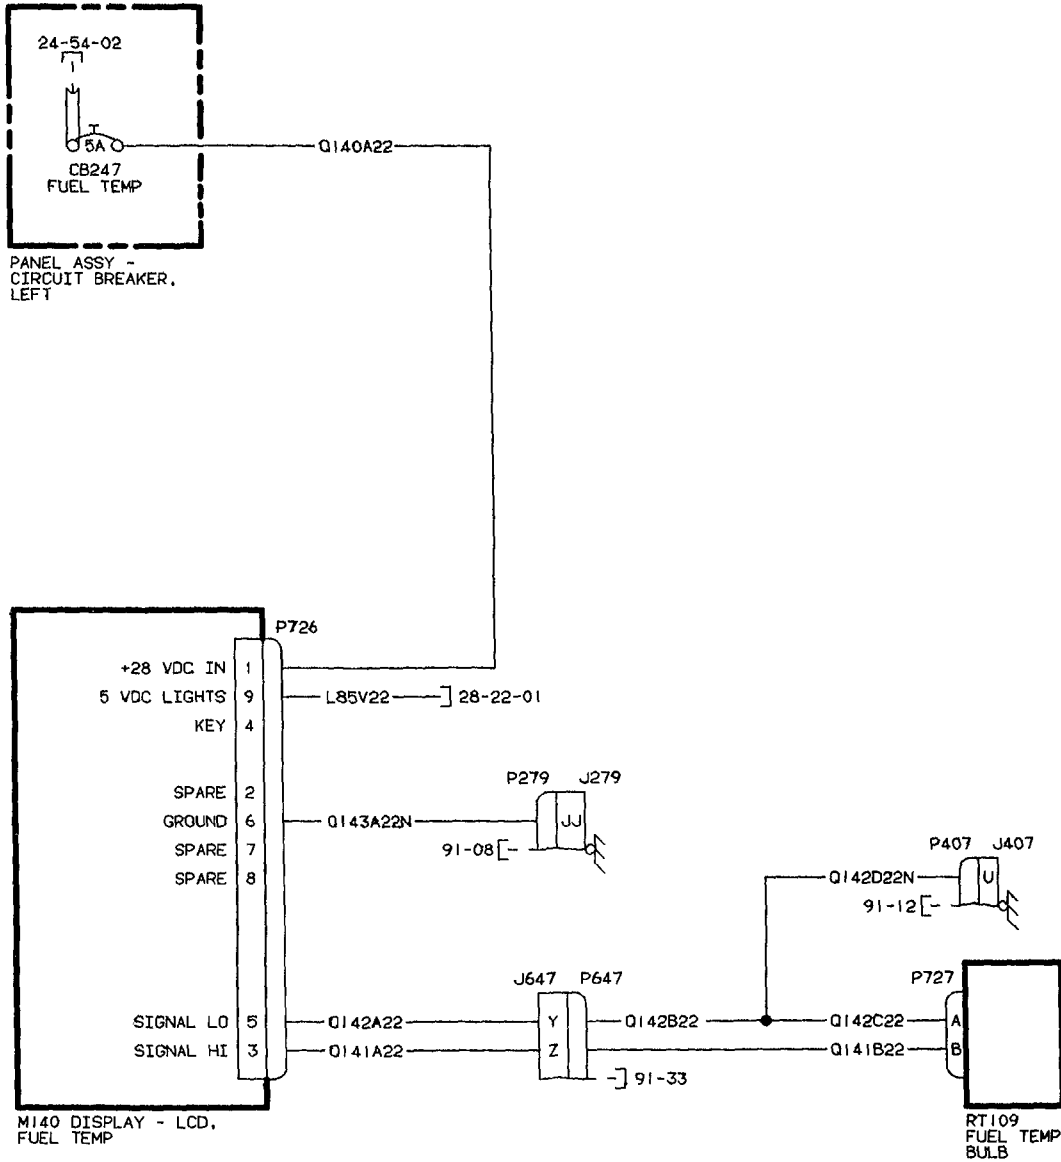 24-54-02
5A
Q140A22
CB247
FUEL TEMP
PANEL ASSY -
CIRCUIT BREAKER,
LEFT
P726
+28 VDC IN 1
5 VDC LIGHTS 9 L85V22 28-22-01
KEY 4
P279 J279
SPARE 2
GROUND 6 Q143A22N JJ
SPARE 7 91-08
SPARE 8
P407 J407
Q142D22N U
91-12
J647 P647 P727
SIGNAL LO 5 Q142A22 Y Q142B22 Q142C22 A
SIGNAL HI 3 Q141A22 Z Q141B22 B
91-33
M140 DISPLAY - LCD,
FUEL TEMP
RT109
FUEL TEMP
BULB